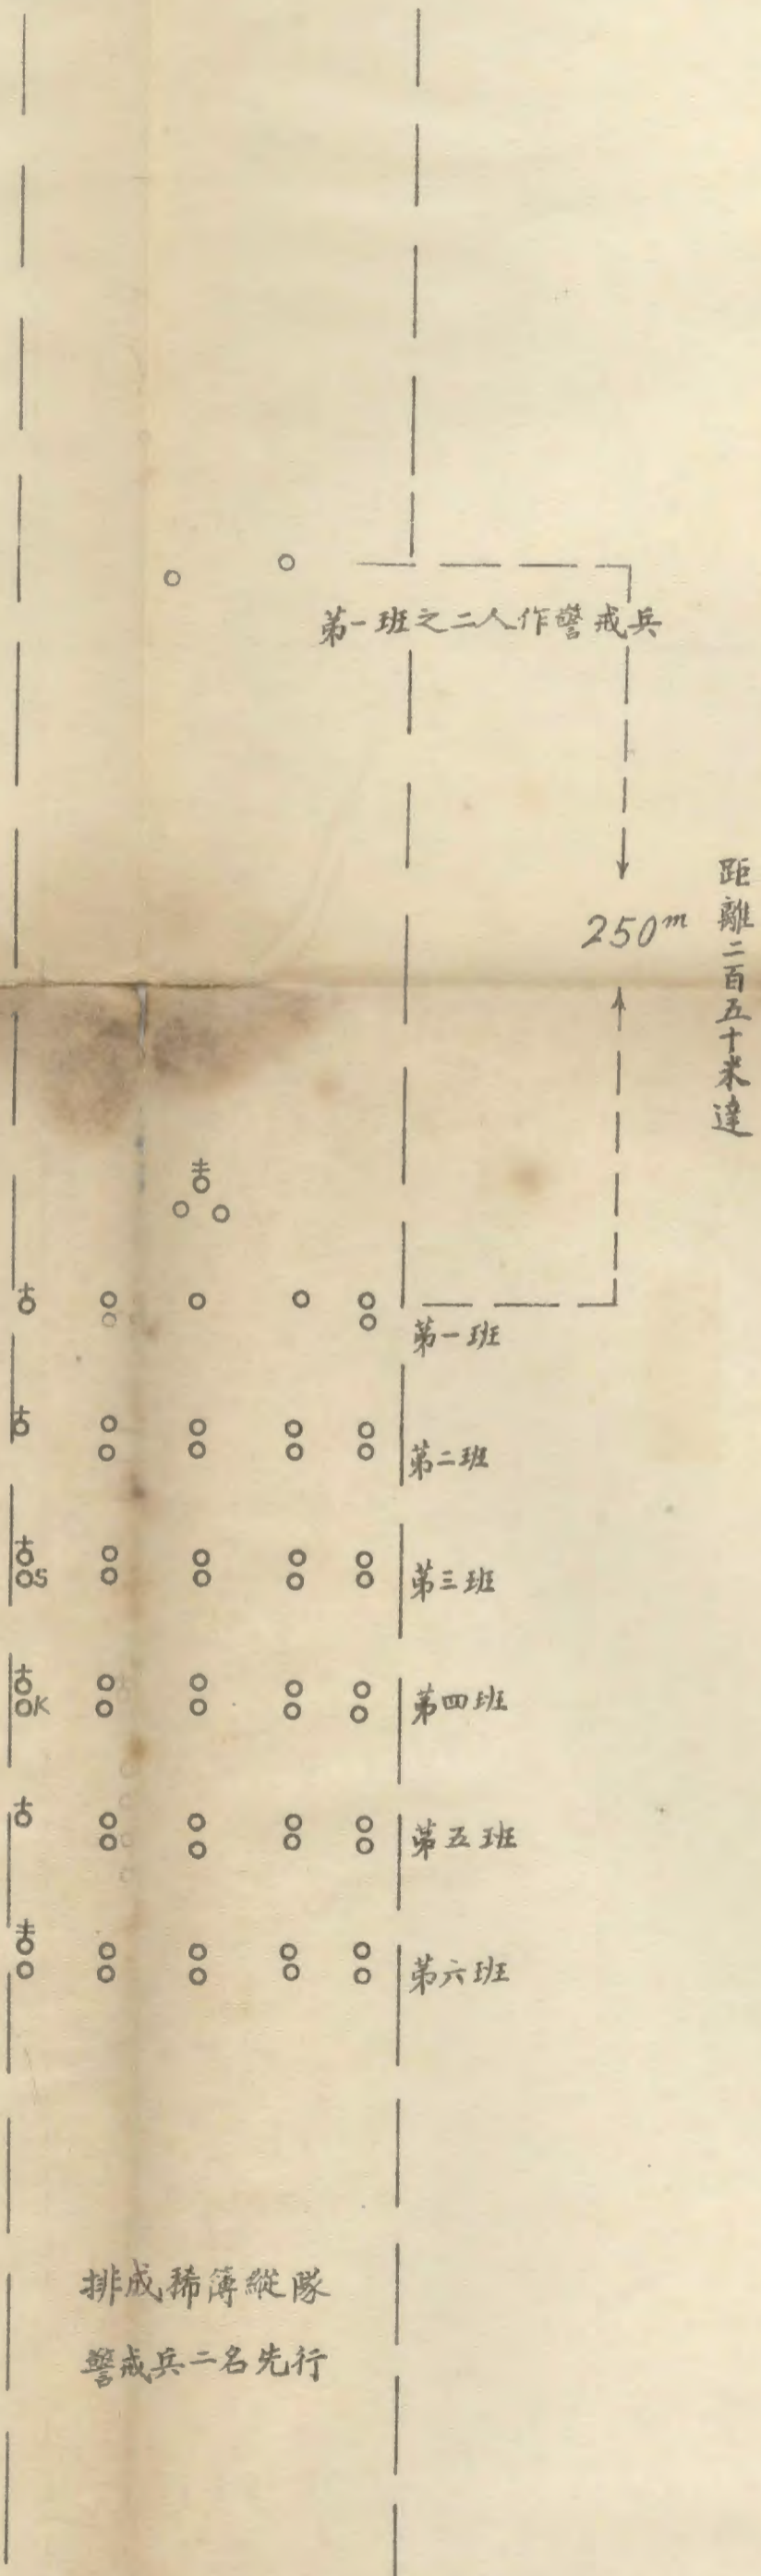 第一班之二人作警戒兵
250m
距離二百五十米達
第一班
第二班
S
第三班
K
第四班
第五班
第六班
排成稀薄縱隊
警戒兵二名先行